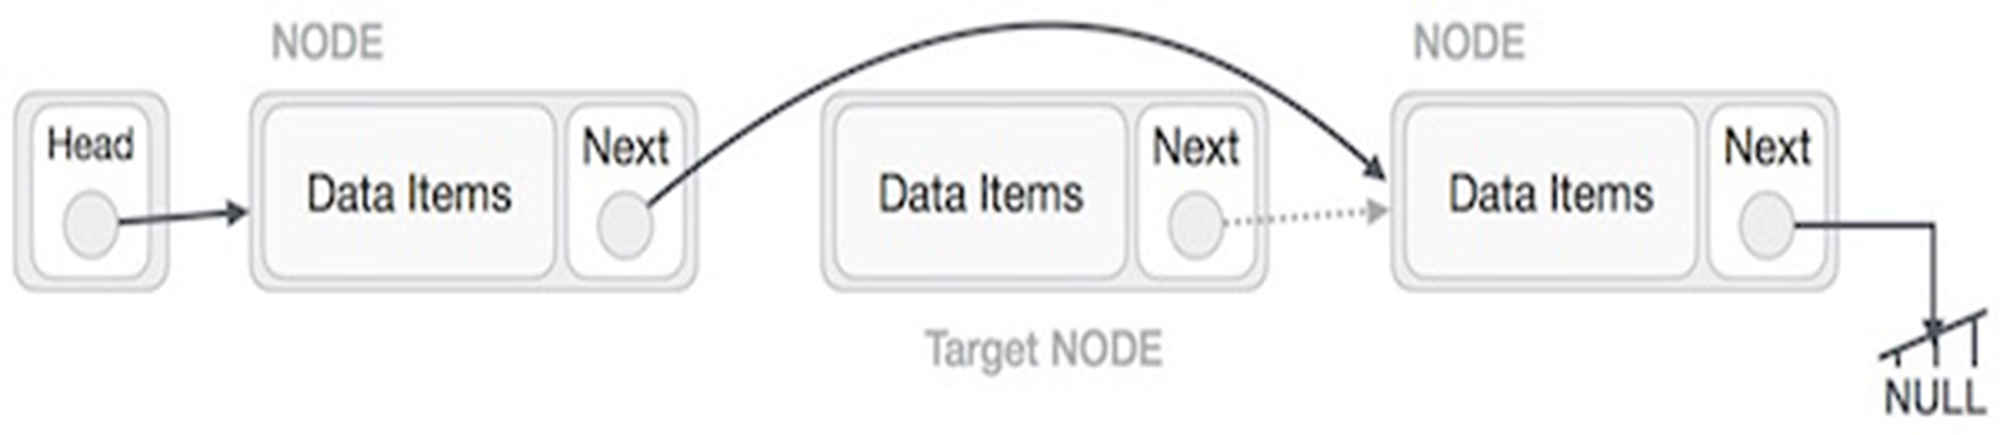 NODE
NODE
Head
Data Items
Next
Data Items
Next
Data Items
Next
Target NODE
NULL